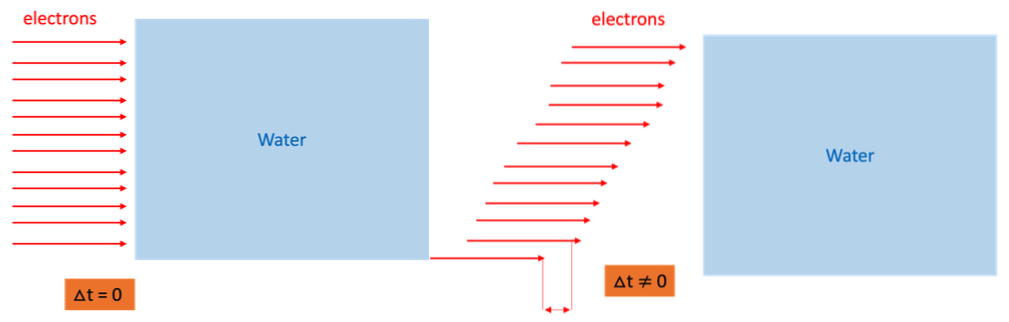 electrons
Water
Δt = 0
electrons
Water
Δt ≠ 0